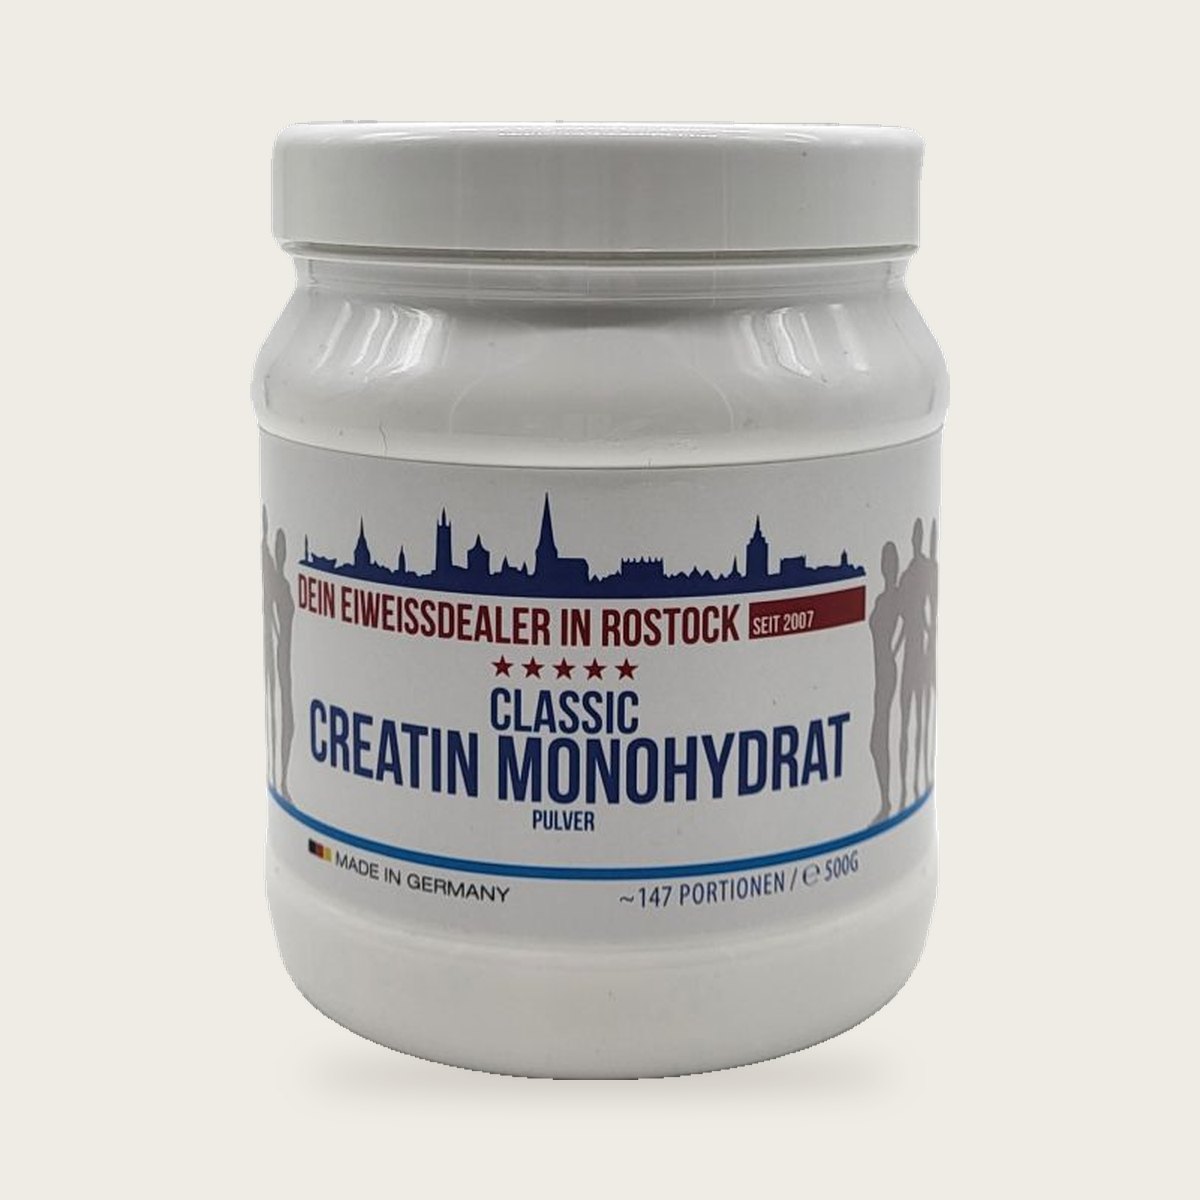 DEIN EIWEISSDEALER IN ROSTOCK SEIT 2007
CLASSIC
CREATIN MONOHYDRAT
PULVER
MADE IN GERMANY
~147 PORTIONEN / ℮ 500G